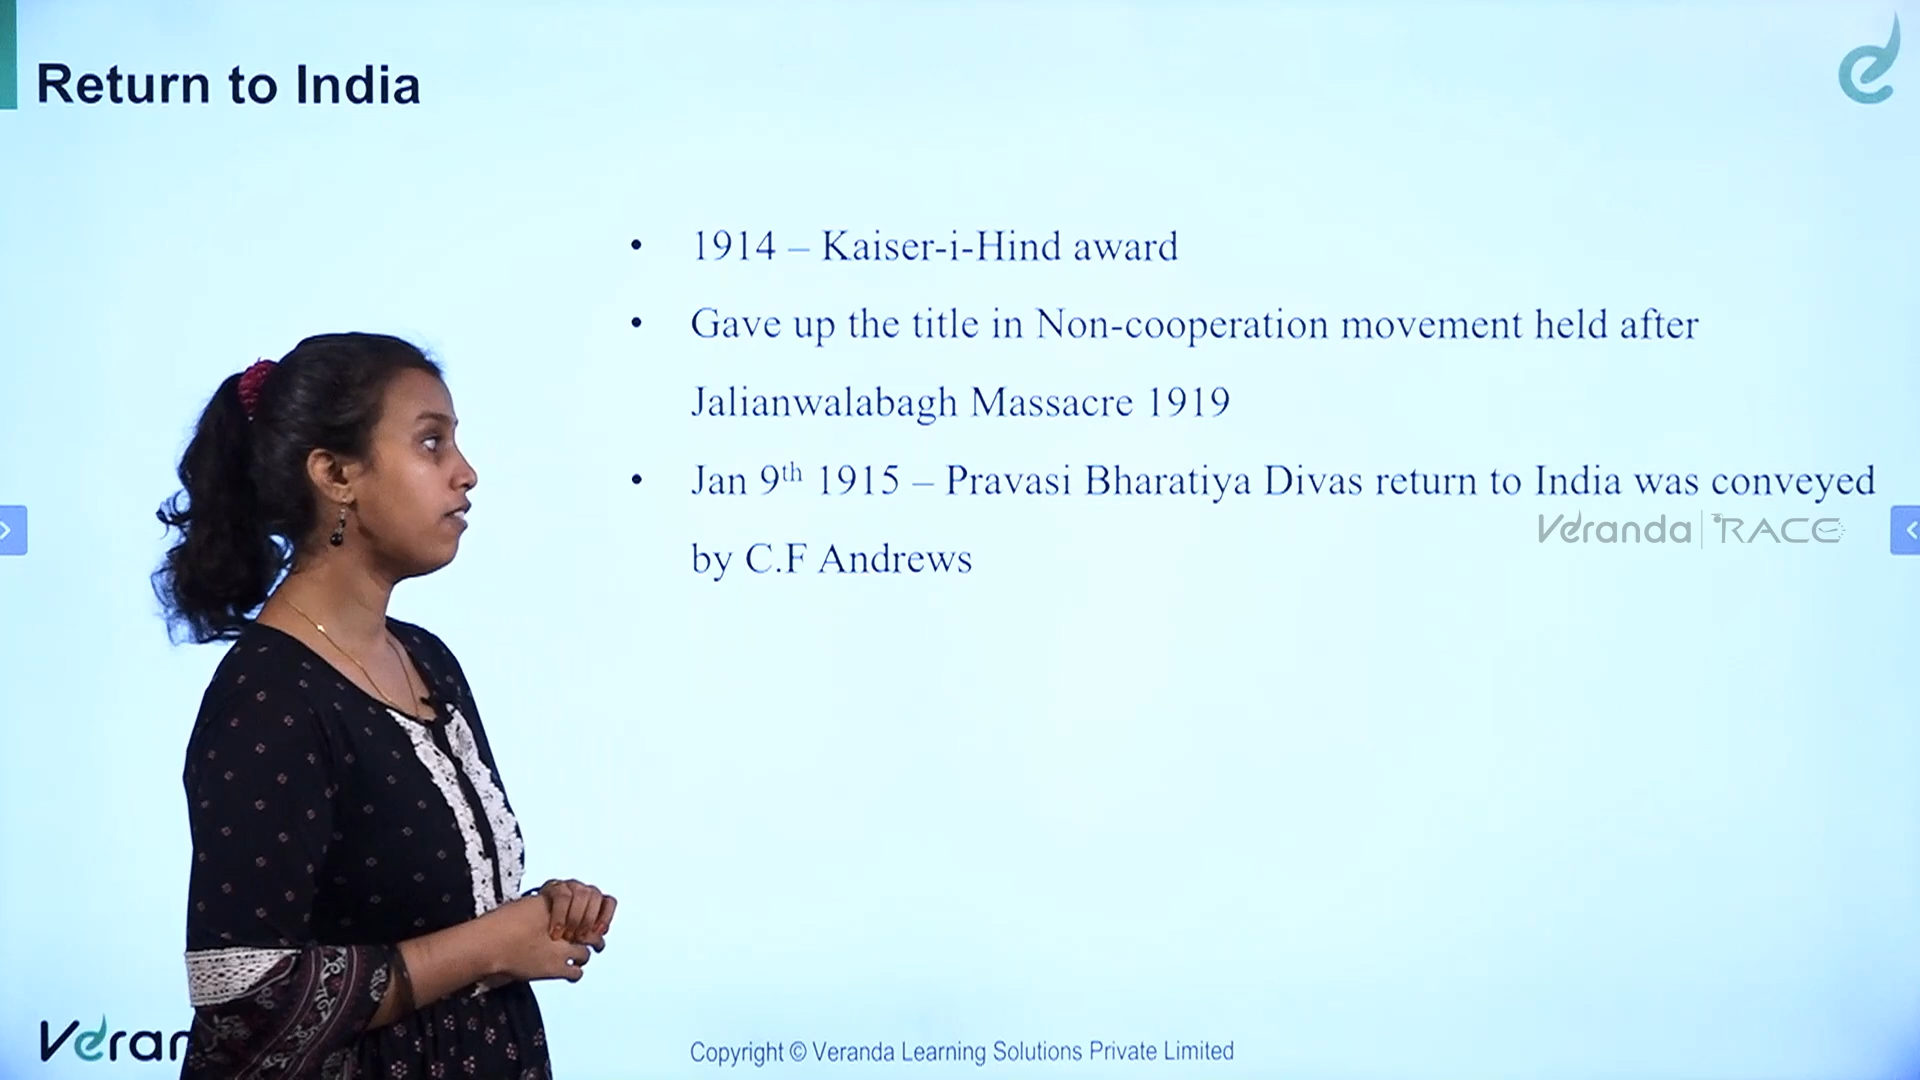 Return to India
• 1914 – Kaiser-i-Hind award
• Gave up the title in Non-cooperation movement held after
Jalianwalabagh Massacre 1919
• Jan 9th 1915 – Pravasi Bharatiya Divas return to India was conveyed
by C.F Andrews
Veranda RACE
Veran
Copyright © Veranda Learning Solutions Private Limited